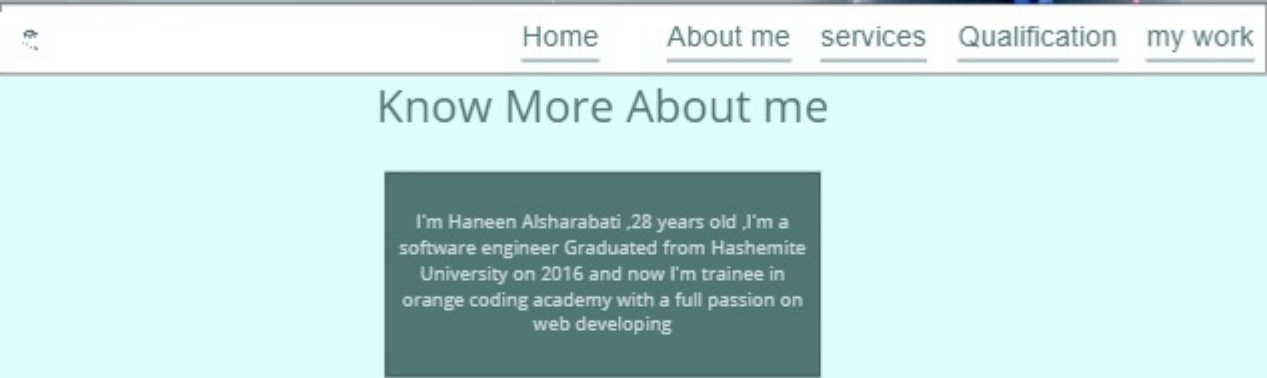 Home About me services Qualification my work
Know More About me
I'm Haneen Alsharabati ,28 years old ,I'm a
software engineer Graduated from Hashemite
University on 2016 and now I'm trainee in
orange coding academy with a full passion on
web developing